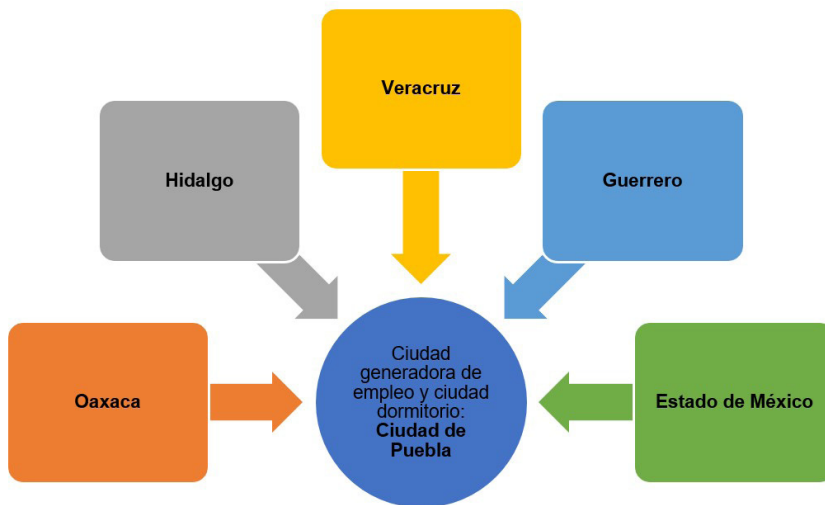 Veracruz
Hidalgo
Guerrero
Oaxaca
Ciudad
generadora de
empleo y ciudad
dormitorio:
Ciudad de
Puebla
Estado de México